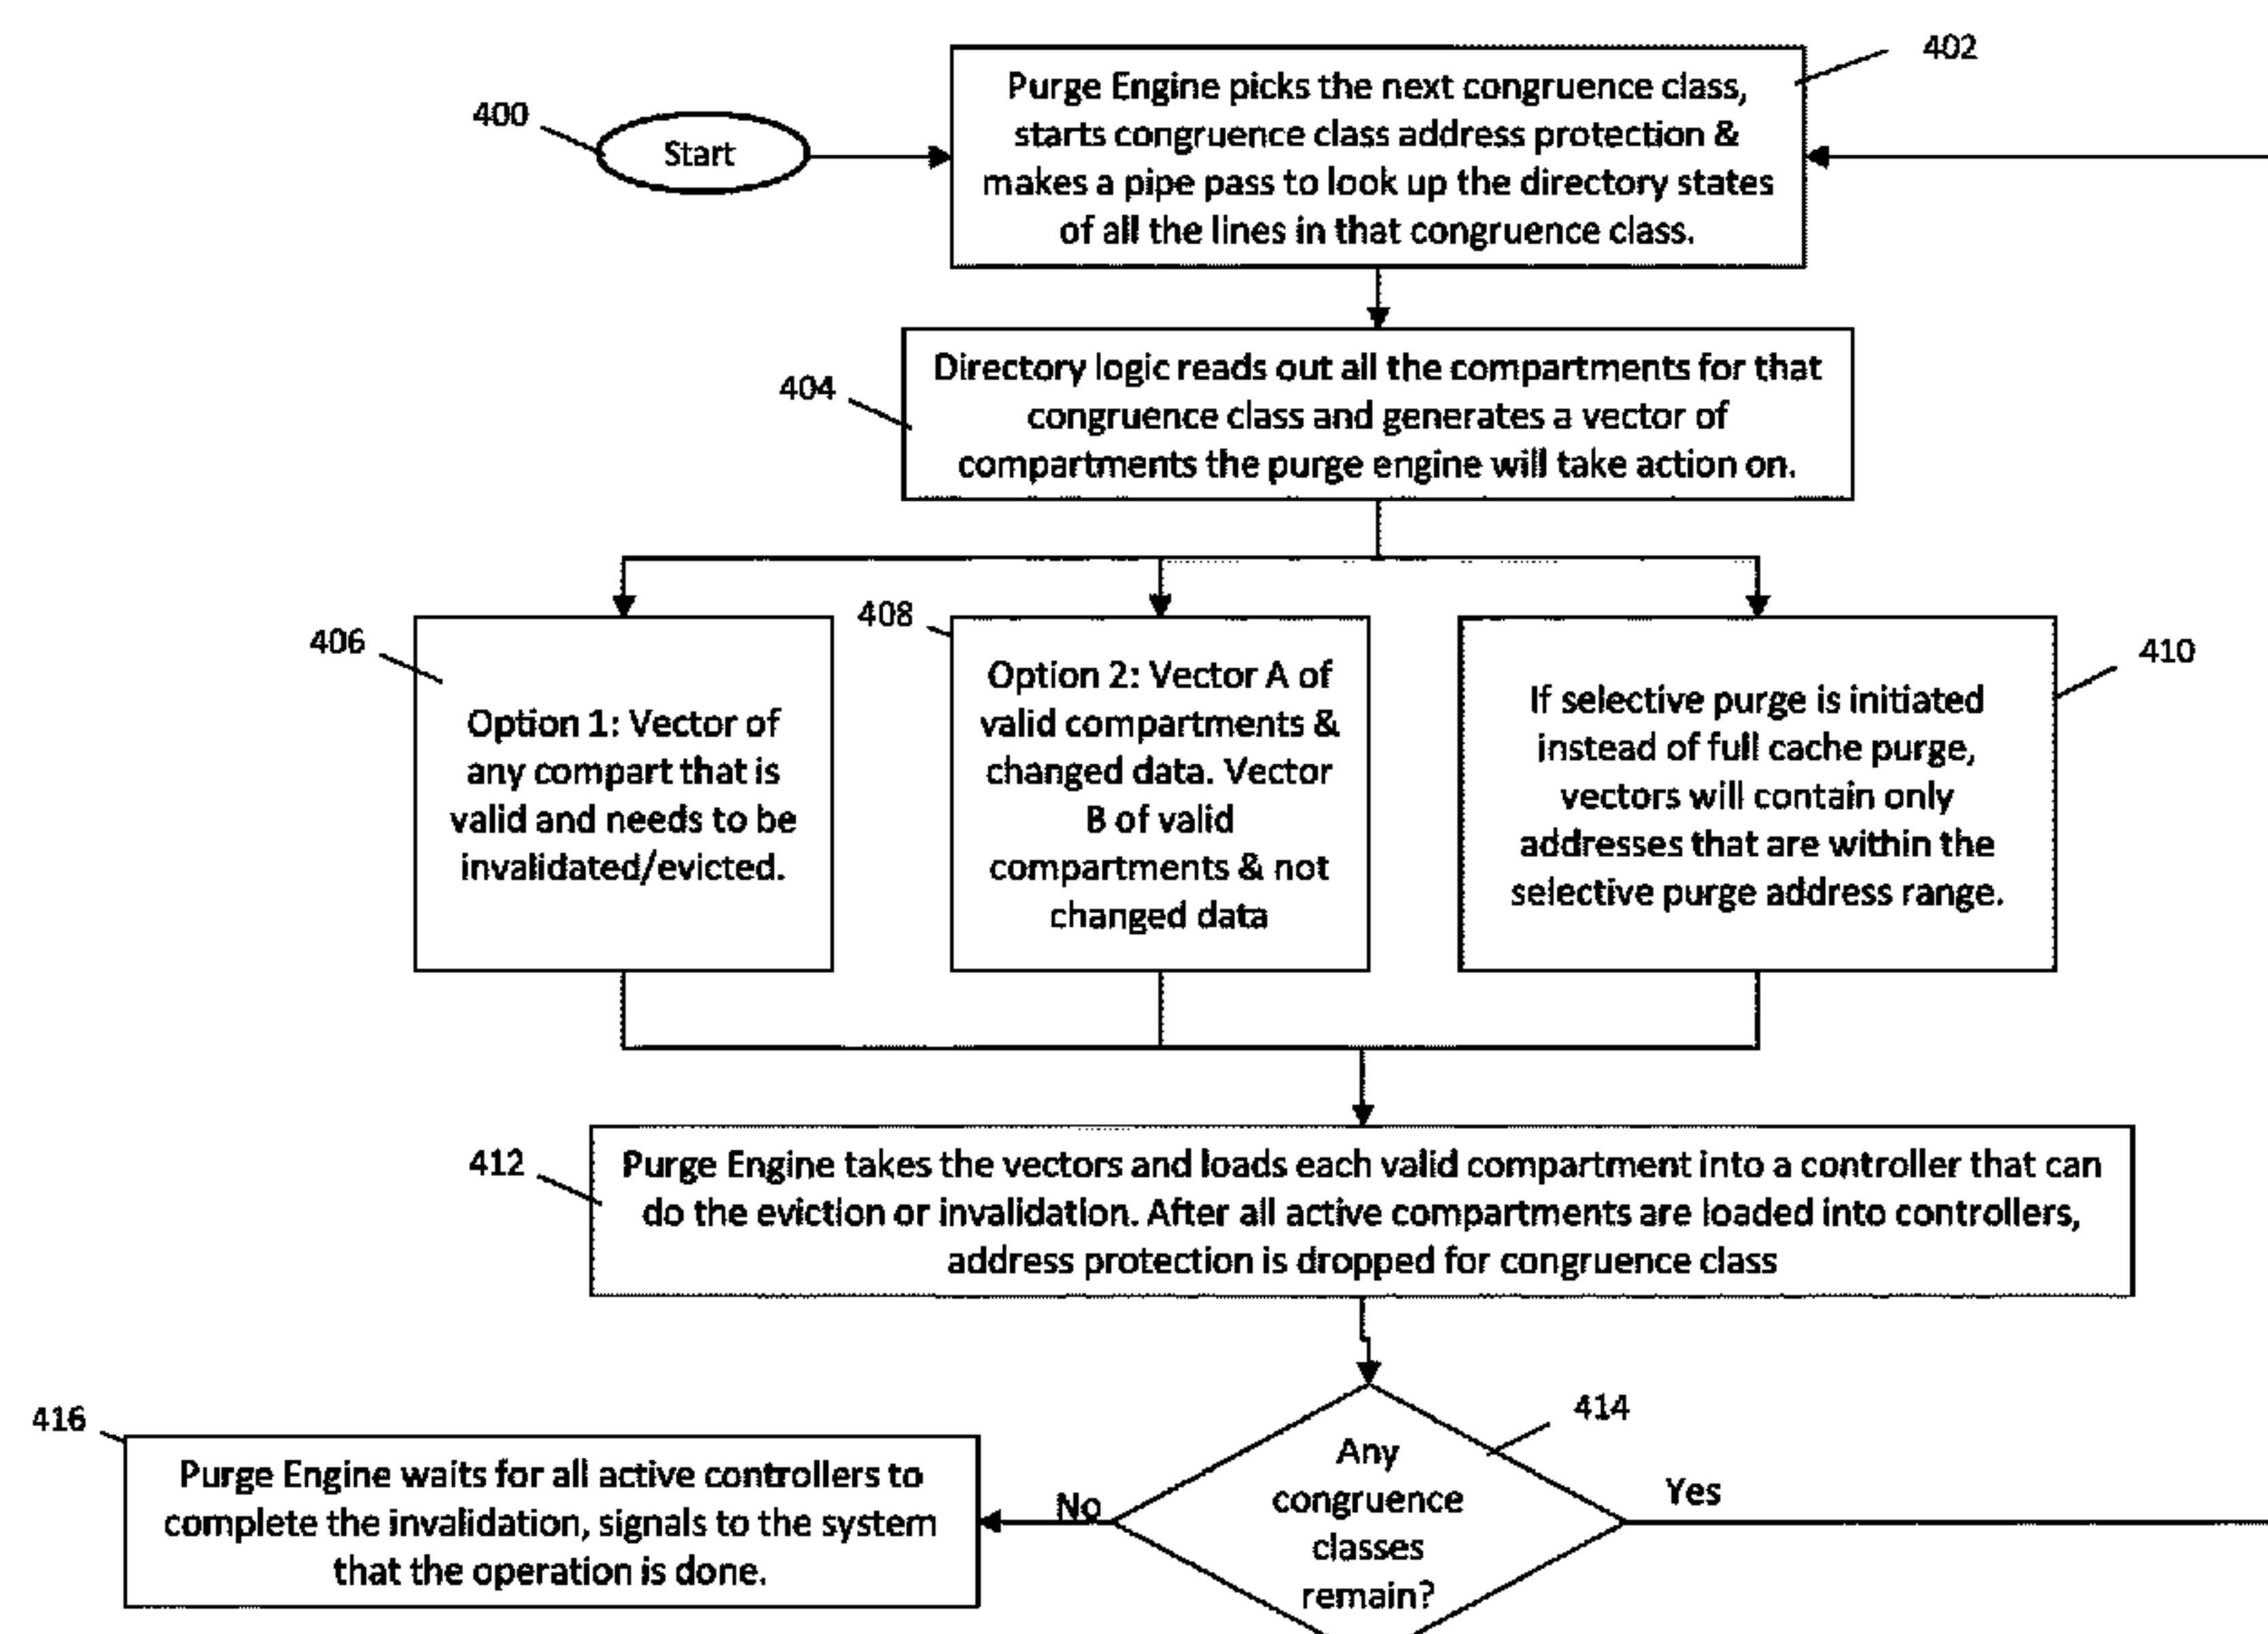 402
Purge Engine picks the next congruence class,
starts congruence class address protection &
makes a pipe pass to look up the directory states
of all the lines in that congruence class.
400
Start
404
Directory logic reads out all the compartments for that
congruence class and generates a vector of
compartments the purge engine will take action on.
406
Option 1: Vector of
any compart that is
valid and needs to be
invalidated/evicted.
408
Option 2: Vector A of
valid compartments &
changed data. Vector
B of valid
compartments & not
changed data
410
If selective purge is initiated
instead of full cache purge,
vectors will contain only
addresses that are within the
selective purge address range.
412
Purge Engine takes the vectors and loads each valid compartment into a controller that can
do the eviction or invalidation. After all active compartments are loaded into controllers,
address protection is dropped for congruence class
414
Any
congruence
classes
remain?
Yes
No
416
Purge Engine waits for all active controllers to
complete the invalidation, signals to the system
that the operation is done.